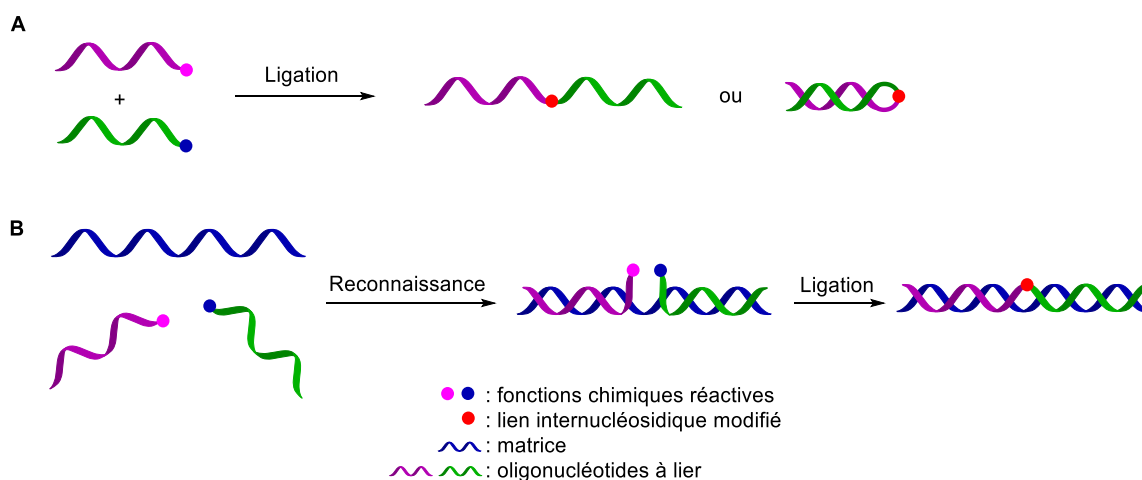 A
Ligation
+
ou
B
Reconnaissance
Ligation
: fonctions chimiques réactives
: lien internucléosidique modifié
: matrice
: oligonucléotides à lier